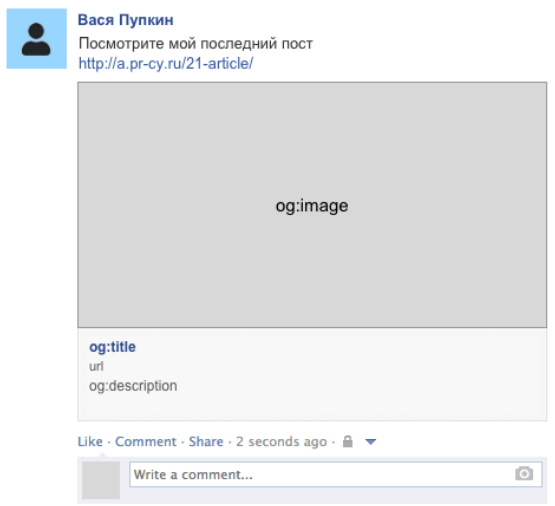 Вася Пупкин
Посмотрите мой последний пост
http://a.pr-cy.ru/21-article/
og:image
og:title
url
og:description
Like · Comment · Share · 2 seconds ago ·
Write a comment...